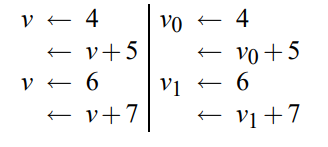 v ← 4 | v₀ ← 4
← v+5 | ← v₀+5
v ← 6 | v₁ ← 6
← v+7 | ← v₁+7